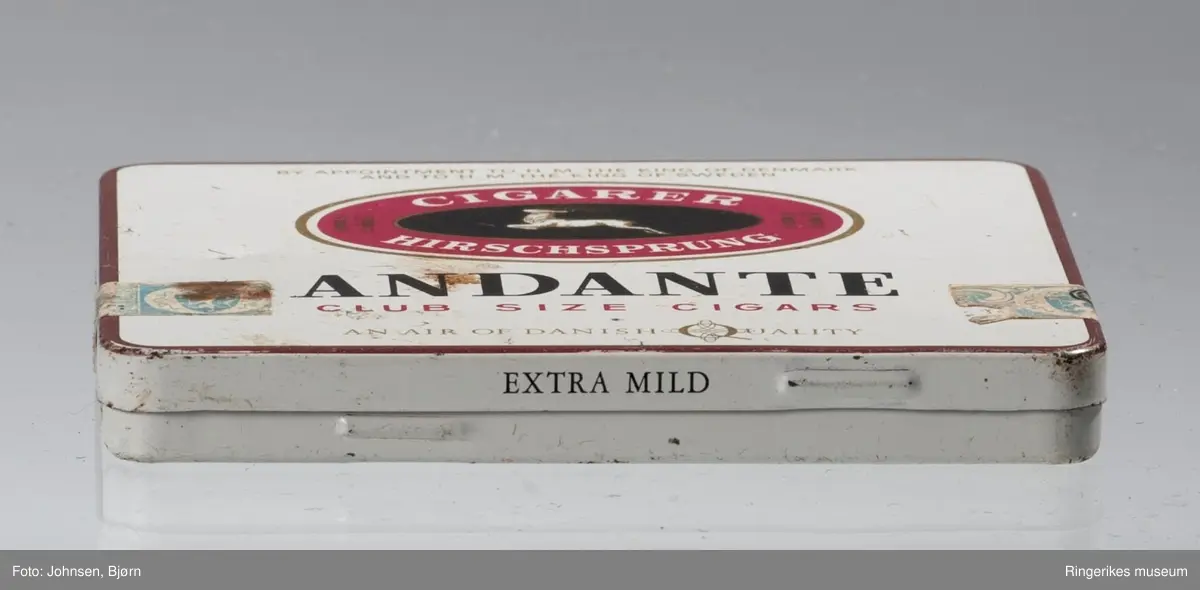 BY APPOINTMENT TO H. M. THE KING OF DENMARK
AND TO H. M. THE KING OF SWEDEN
CIGARER
HIRSCHSPRUNG
ANDANTE
CLUB SIZE CIGARS
AN AIR OF DANISH QUALITY
EXTRA MILD
Foto: Johnsen, Bjørn
Ringerikes museum